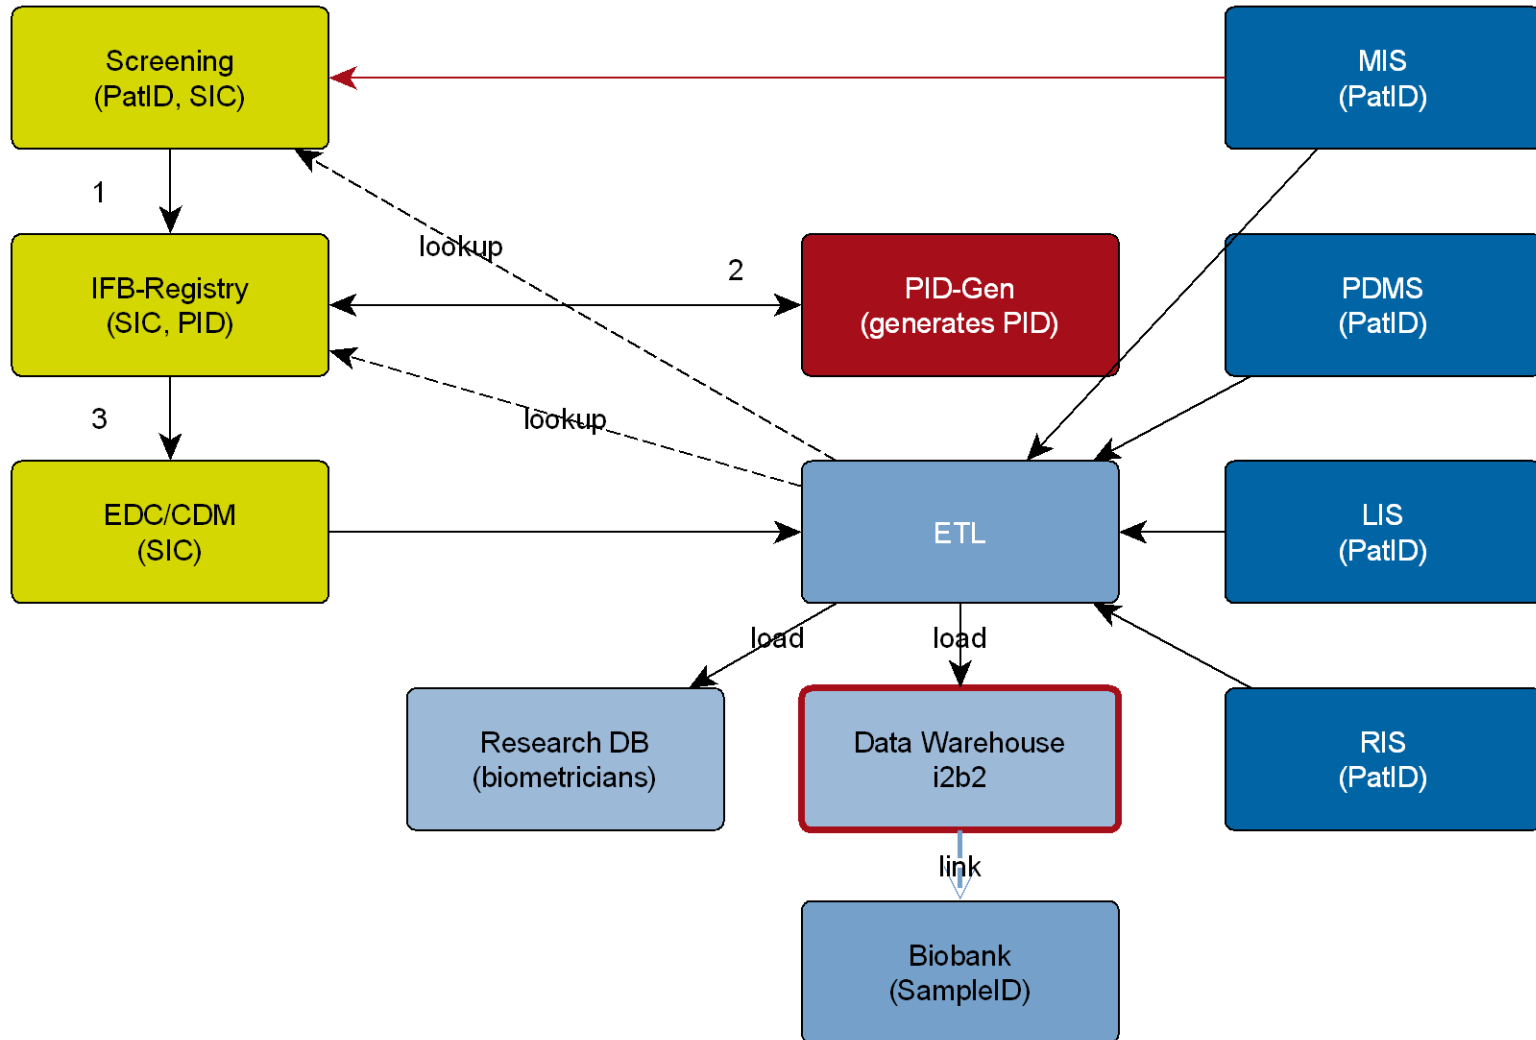 Screening
(PatID, SIC)
MIS
(PatID)
1
lookup
2
IFB-Registry
(SIC, PID)
PID-Gen
(generates PID)
PDMS
(PatID)
3
lookup
EDC/CDM
(SIC)
ETL
LIS
(PatID)
load
load
Research DB
(biometricians)
Data Warehouse
i2b2
RIS
(PatID)
link
Biobank
(SampleID)